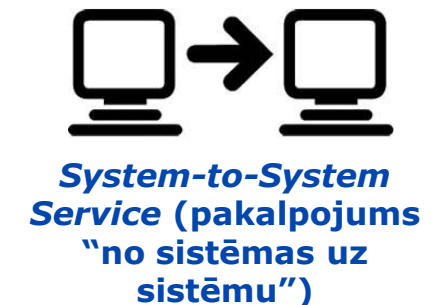 System-to-System
Service (pakalpojums
“no sistēmas uz
sistēmu”)